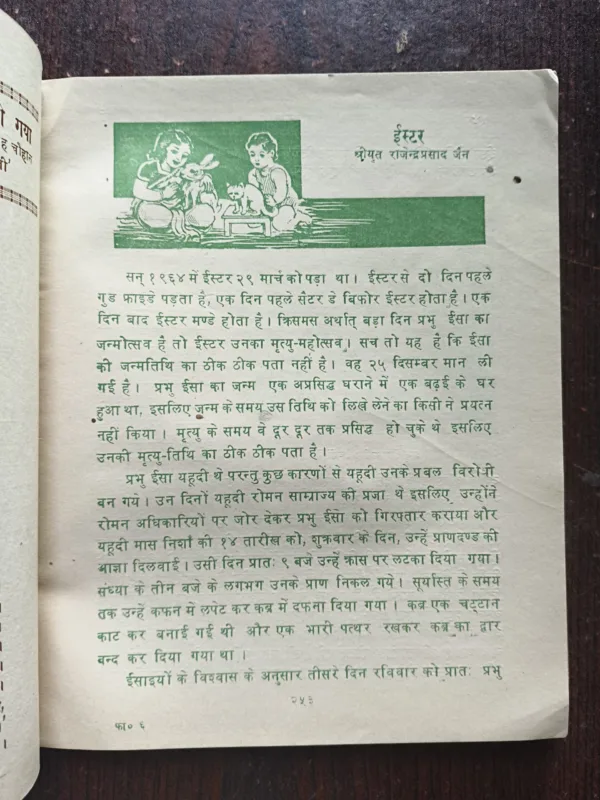 गया
चौहान
ईस्टर
श्रीयुत राजेन्द्रप्रसाद जैन
सन् १९६४ में ईस्टर २९ मार्च को पड़ा था। ईस्टर से दो दिन पहले
गुड फ्राइडे पड़ता है, एक दिन पहले सैटर डे बिफोर ईस्टर होता है। एक
दिन बाद ईस्टर मण्डे होता है। क्रिसमस अर्थात् बड़ा दिन प्रभु ईसा का
जन्मोत्सव है तो ईस्टर उनका मृत्यु-महोत्सव। सच तो यह है कि ईसा
की जन्मतिथि का ठीक ठीक पता नहीं है। वह २५ दिसम्बर मान ली
गई है। प्रभु ईसा का जन्म एक अप्रसिद्ध घराने में एक बढ़ई के घर
हुआ था, इसलिए जन्म के समय उस तिथि को लिख लेने का किसी ने प्रयत्न
नहीं किया। मृत्यु के समय वे दूर दूर तक प्रसिद्ध हो चुके थे इसलिए
उनकी मृत्यु-तिथि का ठीक ठीक पता है।
प्रभु ईसा यहूदी थे परन्तु कुछ कारणों से यहूदी उनके प्रबल विरोधी
बन गये। उन दिनों यहूदी रोमन साम्राज्य की प्रजा थे इसलिए उन्होंने
रोमन अधिकारियों पर जोर देकर प्रभु ईसा को गिरफ्तार कराया और
यहूदी मास निशाँ की १४ तारीख को, शुक्रवार के दिन, उन्हें प्राणदण्ड की
आज्ञा दिलवाई। उसी दिन प्रातः ९ बजे उन्हें क्रास पर लटका दिया गया।
संध्या के तीन बजे के लगभग उनके प्राण निकल गये। सूर्यास्त के समय
तक उन्हें कफन में लपेट कर कब्र में दफना दिया गया। कब्र एक चट्टान
काट कर बनाई गई थी और एक भारी पत्थर रखकर कब्र का द्वार
बन्द कर दिया गया था।
ईसाइयों के विश्वास के अनुसार तीसरे दिन रविवार को प्रातः प्रभु
२५३
फा० ६